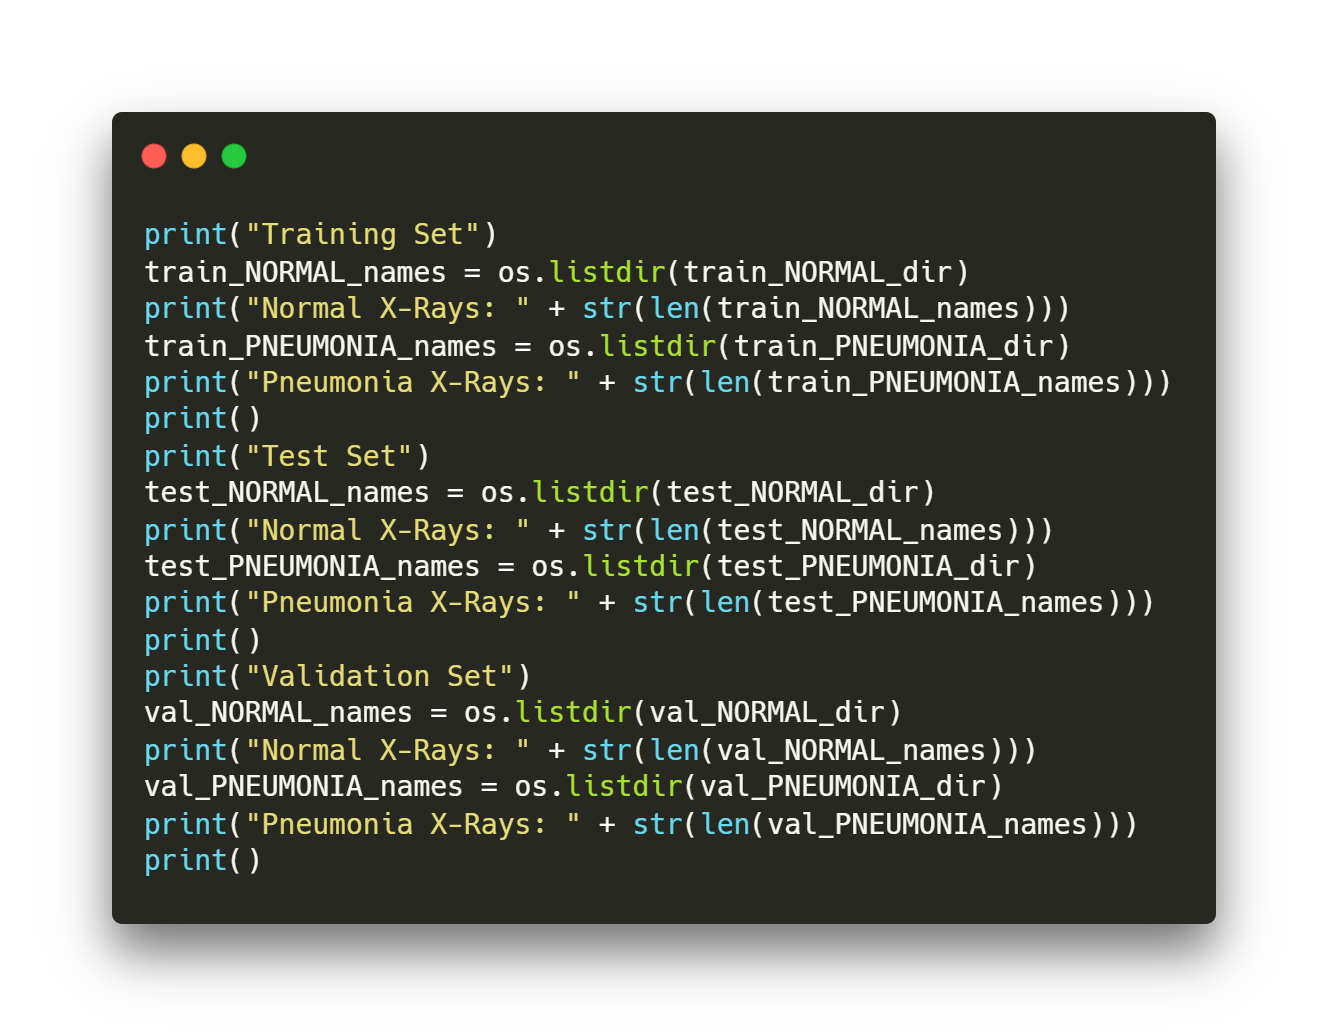 print("Training Set")
train_NORMAL_names = os.listdir(train_NORMAL_dir)
print("Normal X-Rays: " + str(len(train_NORMAL_names)))
train_PNEUMONIA_names = os.listdir(train_PNEUMONIA_dir)
print("Pneumonia X-Rays: " + str(len(train_PNEUMONIA_names)))
print()
print("Test Set")
test_NORMAL_names = os.listdir(test_NORMAL_dir)
print("Normal X-Rays: " + str(len(test_NORMAL_names)))
test_PNEUMONIA_names = os.listdir(test_PNEUMONIA_dir)
print("Pneumonia X-Rays: " + str(len(test_PNEUMONIA_names)))
print()
print("Validation Set")
val_NORMAL_names = os.listdir(val_NORMAL_dir)
print("Normal X-Rays: " + str(len(val_NORMAL_names)))
val_PNEUMONIA_names = os.listdir(val_PNEUMONIA_dir)
print("Pneumonia X-Rays: " + str(len(val_PNEUMONIA_names)))
print()